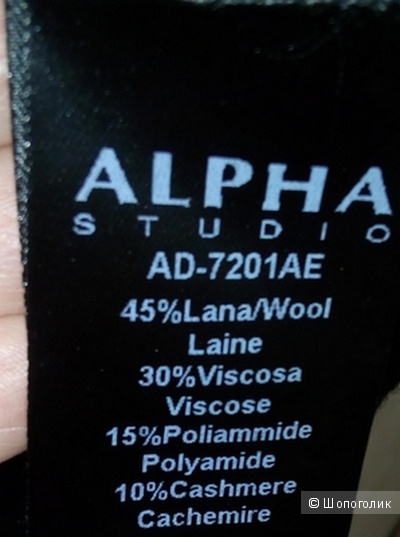 ALPHA
STUDIO
AD-7201AE
45%Lana/Wool
Laine
30%Viscosa
Viscose
15%Poliammide
Polyamide
10%Cashmere
Cachemire
© Шопоголик